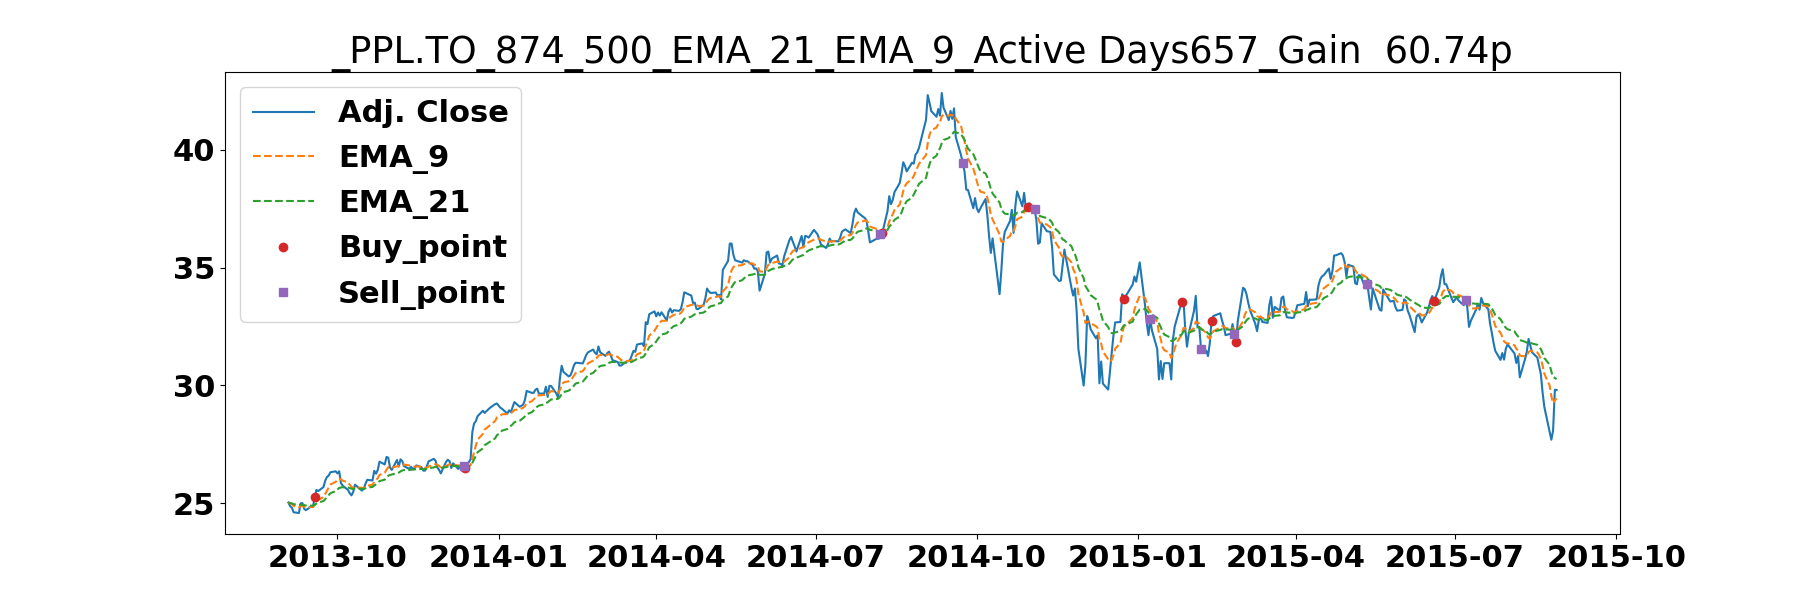 _PPL.TO_874_500_EMA_21_EMA_9_Active Days657_Gain  60.74p
Adj. Close
EMA_9
EMA_21
Buy_point
Sell_point
40
35
30
25
2013-10 2014-01 2014-04 2014-07 2014-10 2015-01 2015-04 2015-07 2015-10